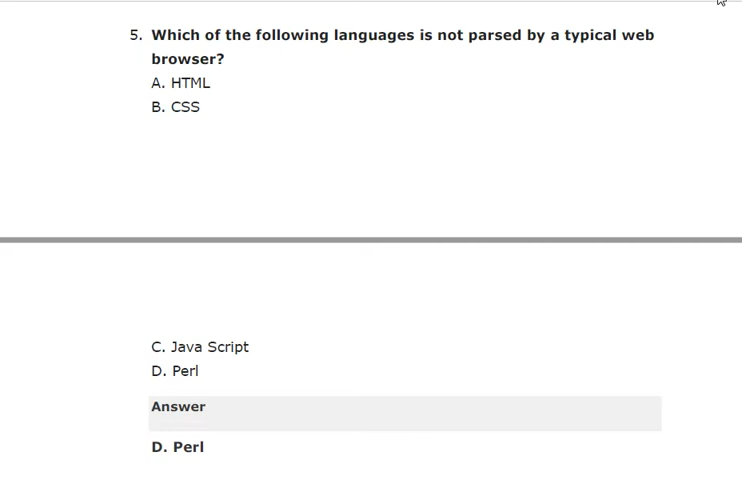 5. Which of the following languages is not parsed by a typical web
browser?
A. HTML
B. CSS
C. Java Script
D. Perl
Answer
D. Perl